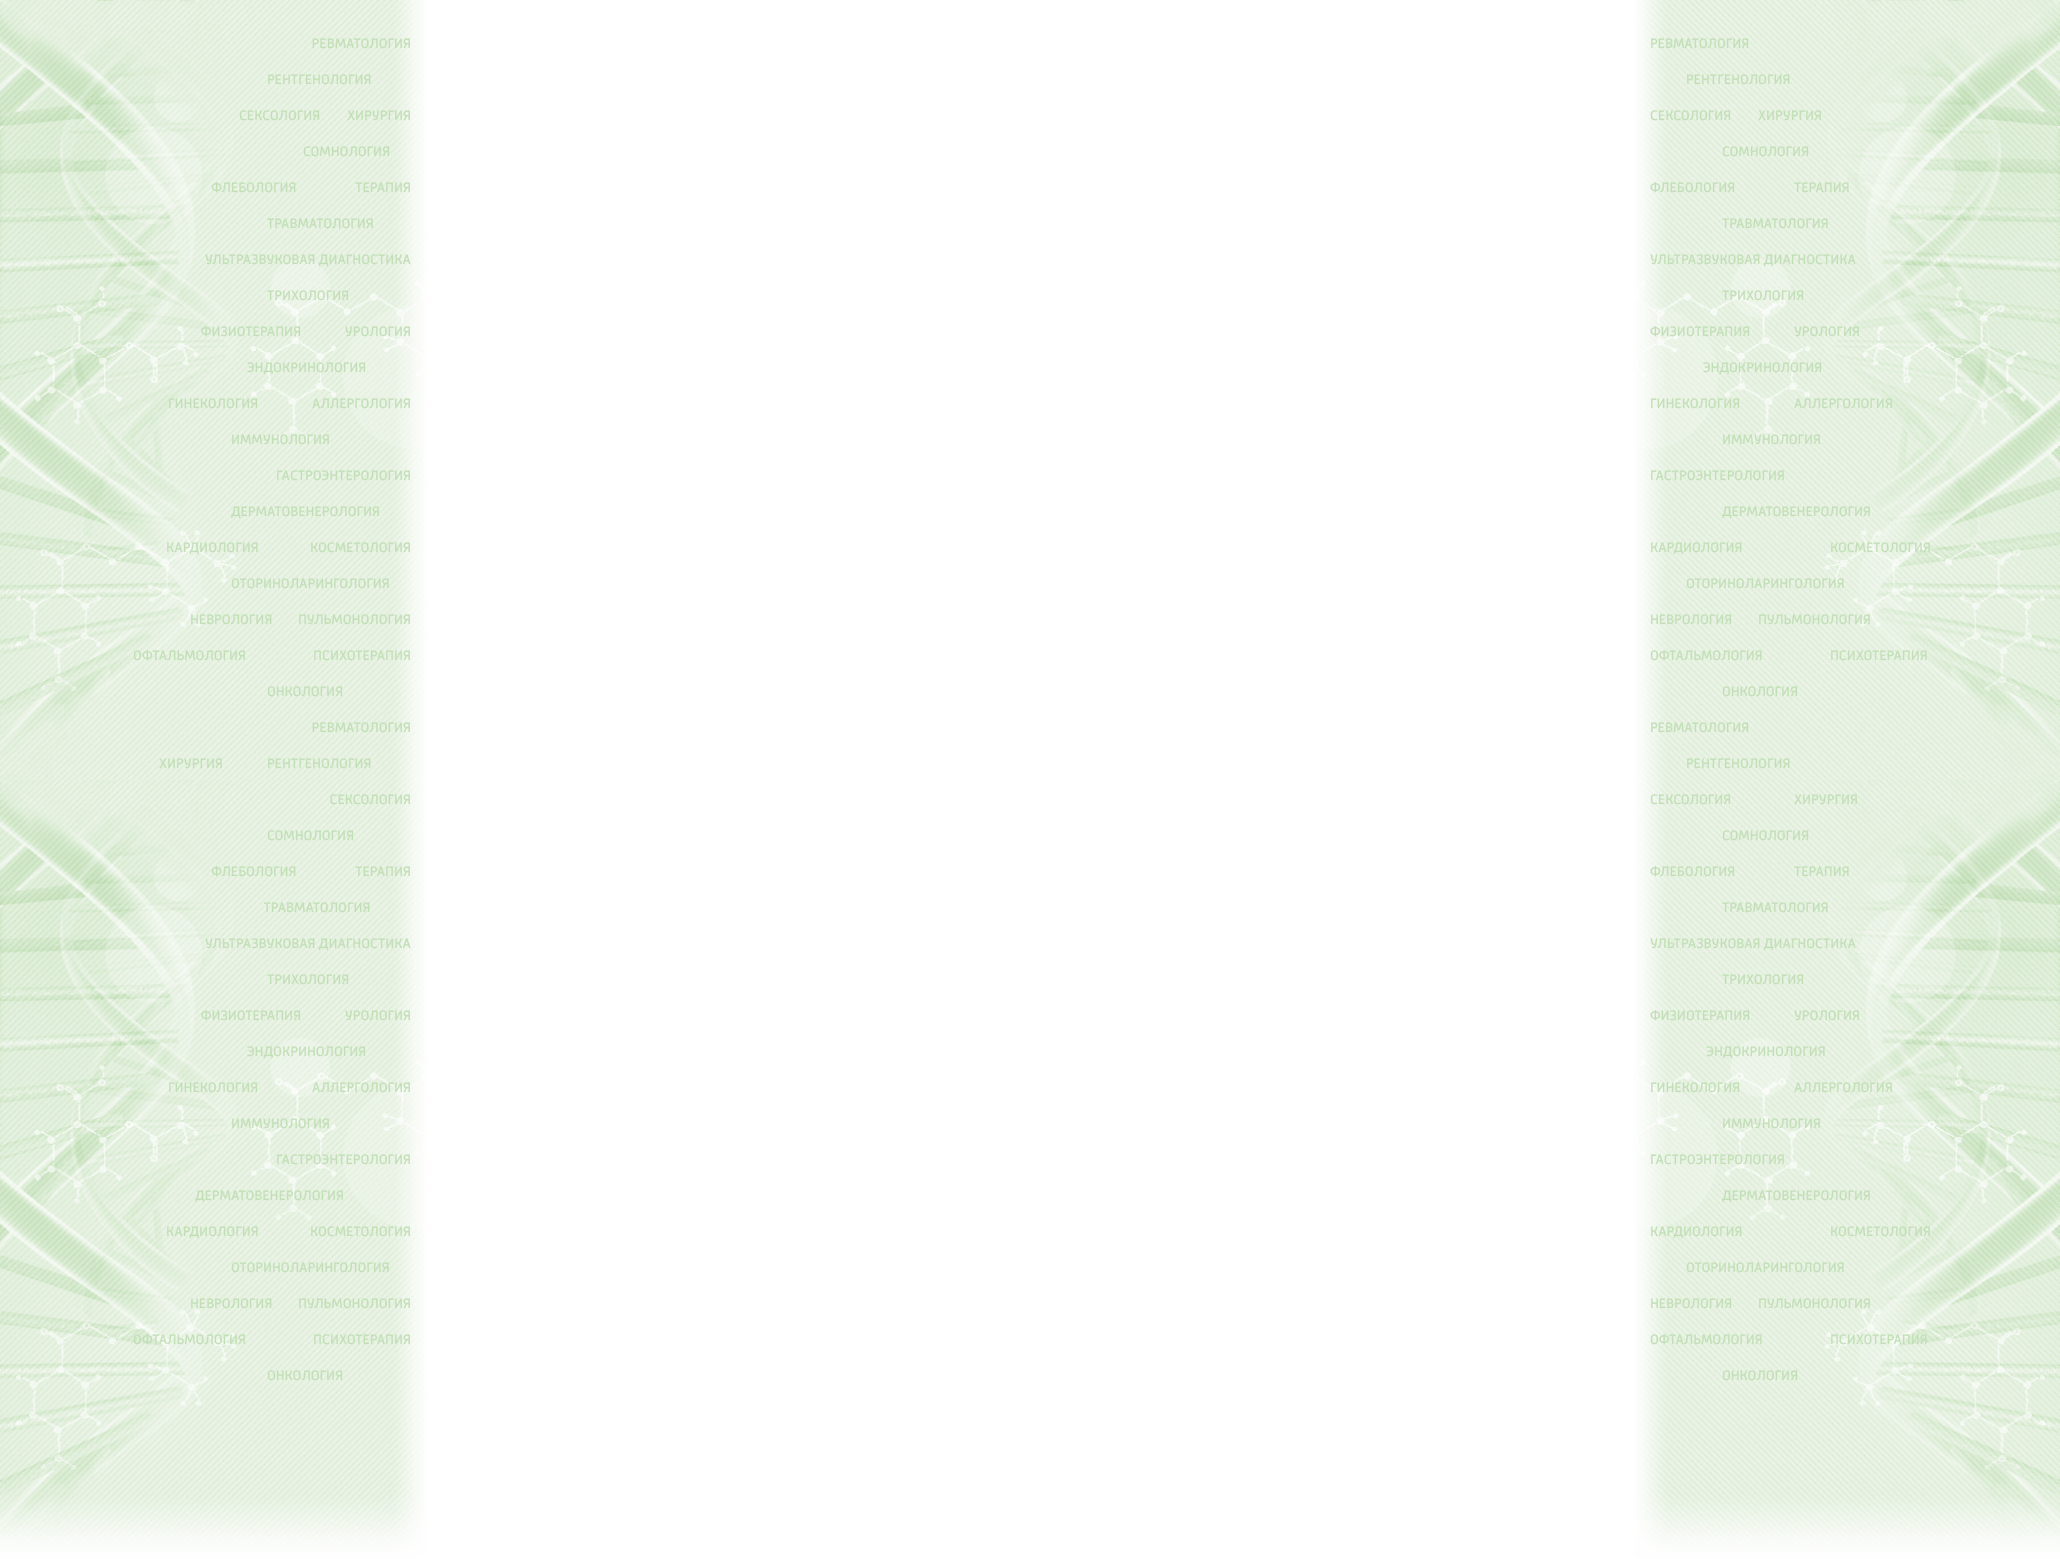 РЕВМАТОЛОГИЯ
РЕНТГЕНОЛОГИЯ
СЕКСОЛОГИЯ ХИРУРГИЯ
СОМНОЛОГИЯ
ФЛЕБОЛОГИЯ ТЕРАПИЯ
ТРАВМАТОЛОГИЯ
УЛЬТРАЗВУКОВАЯ ДИАГНОСТИКА
ТРИХОЛОГИЯ
ФИЗИОТЕРАПИЯ УРОЛОГИЯ
ЭНДОКРИНОЛОГИЯ
ГИНЕКОЛОГИЯ АЛЛЕРГОЛОГИЯ
ИММУНОЛОГИЯ
ГАСТРОЭНТЕРОЛОГИЯ
ДЕРМАТОВЕНЕРОЛОГИЯ
КАРДИОЛОГИЯ КОСМЕТОЛОГИЯ
ОТОРИНОЛАРИНГОЛОГИЯ
НЕВРОЛОГИЯ ПУЛЬМОНОЛОГИЯ
ОФТАЛЬМОЛОГИЯ ПСИХОТЕРАПИЯ
ОНКОЛОГИЯ
РЕВМАТОЛОГИЯ
ХИРУРГИЯ РЕНТГЕНОЛОГИЯ
СЕКСОЛОГИЯ
СОМНОЛОГИЯ
ФЛЕБОЛОГИЯ ТЕРАПИЯ
ТРАВМАТОЛОГИЯ
УЛЬТРАЗВУКОВАЯ ДИАГНОСТИКА
ТРИХОЛОГИЯ
ФИЗИОТЕРАПИЯ УРОЛОГИЯ
ЭНДОКРИНОЛОГИЯ
ГИНЕКОЛОГИЯ АЛЛЕРГОЛОГИЯ
ИММУНОЛОГИЯ
ГАСТРОЭНТЕРОЛОГИЯ
ДЕРМАТОВЕНЕРОЛОГИЯ
КАРДИОЛОГИЯ КОСМЕТОЛОГИЯ
ОТОРИНОЛАРИНГОЛОГИЯ
НЕВРОЛОГИЯ ПУЛЬМОНОЛОГИЯ
ОФТАЛЬМОЛОГИЯ ПСИХОТЕРАПИЯ
ОНКОЛОГИЯ
РЕВМАТОЛОГИЯ
РЕНТГЕНОЛОГИЯ
СЕКСОЛОГИЯ ХИРУРГИЯ
СОМНОЛОГИЯ
ФЛЕБОЛОГИЯ ТЕРАПИЯ
ТРАВМАТОЛОГИЯ
УЛЬТРАЗВУКОВАЯ ДИАГНОСТИКА
ТРИХОЛОГИЯ
ФИЗИОТЕРАПИЯ УРОЛОГИЯ
ЭНДОКРИНОЛОГИЯ
ГИНЕКОЛОГИЯ АЛЛЕРГОЛОГИЯ
ИММУНОЛОГИЯ
ГАСТРОЭНТЕРОЛОГИЯ
ДЕРМАТОВЕНЕРОЛОГИЯ
КАРДИОЛОГИЯ КОСМЕТОЛОГИЯ
ОТОРИНОЛАРИНГОЛОГИЯ
НЕВРОЛОГИЯ ПУЛЬМОНОЛОГИЯ
ОФТАЛЬМОЛОГИЯ ПСИХОТЕРАПИЯ
ОНКОЛОГИЯ
РЕВМАТОЛОГИЯ
РЕНТГЕНОЛОГИЯ
СЕКСОЛОГИЯ ХИРУРГИЯ
СОМНОЛОГИЯ
ФЛЕБОЛОГИЯ ТЕРАПИЯ
ТРАВМАТОЛОГИЯ
УЛЬТРАЗВУКОВАЯ ДИАГНОСТИКА
ТРИХОЛОГИЯ
ФИЗИОТЕРАПИЯ УРОЛОГИЯ
ЭНДОКРИНОЛОГИЯ
ГИНЕКОЛОГИЯ АЛЛЕРГОЛОГИЯ
ИММУНОЛОГИЯ
ГАСТРОЭНТЕРОЛОГИЯ
ДЕРМАТОВЕНЕРОЛОГИЯ
КАРДИОЛОГИЯ КОСМЕТОЛОГИЯ
ОТОРИНОЛАРИНГОЛОГИЯ
НЕВРОЛОГИЯ ПУЛЬМОНОЛОГИЯ
ОФТАЛЬМОЛОГИЯ ПСИХОТЕРАПИЯ
ОНКОЛОГИЯ